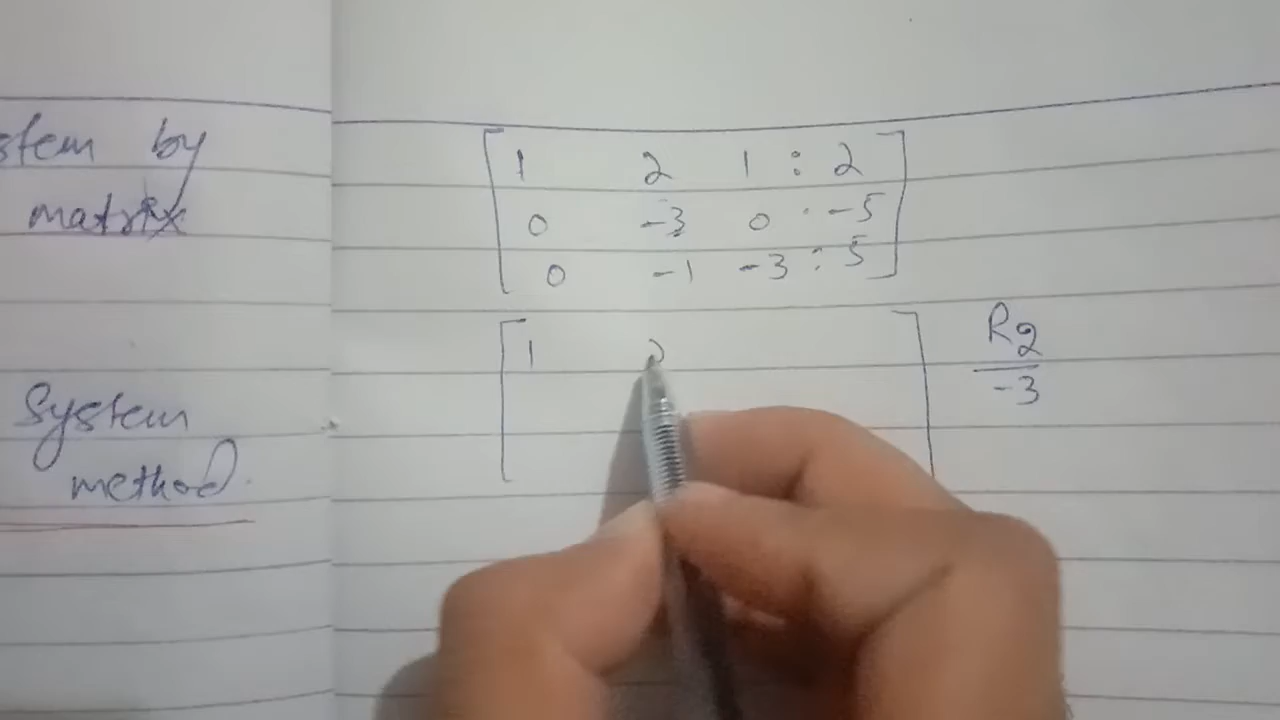 stem by
matrix
System
method.
1 2 1 : 2
0 -3 0 : -5
0 -1 -3 : 5
1 2
R2
-3